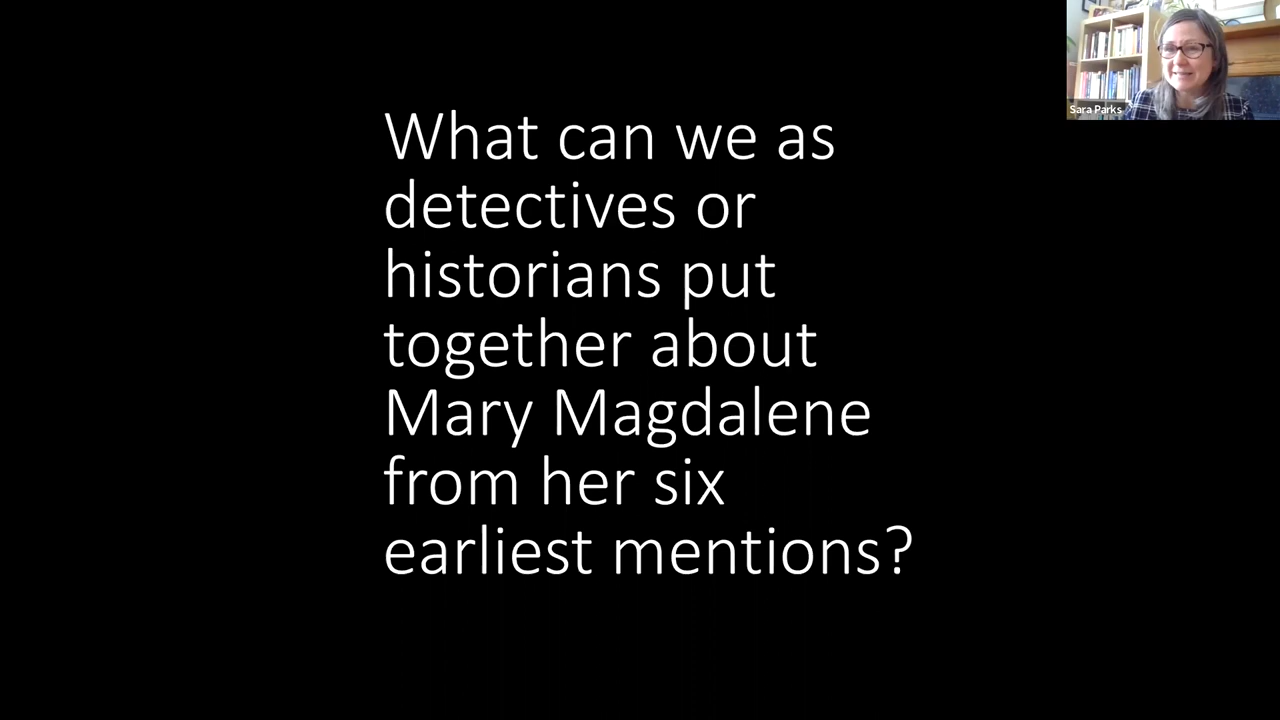 What can we as
detectives or
historians put
together about
Mary Magdalene
from her six
earliest mentions?
Sara Parks